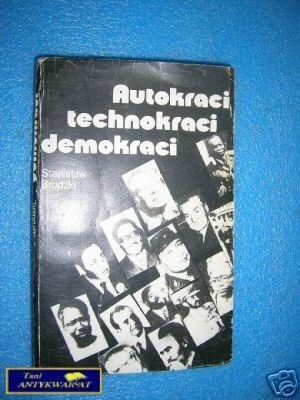 Autokraci,
technokraci
demokraci
Stanisław
Brodzki
Tani
ANTYKWARIAT